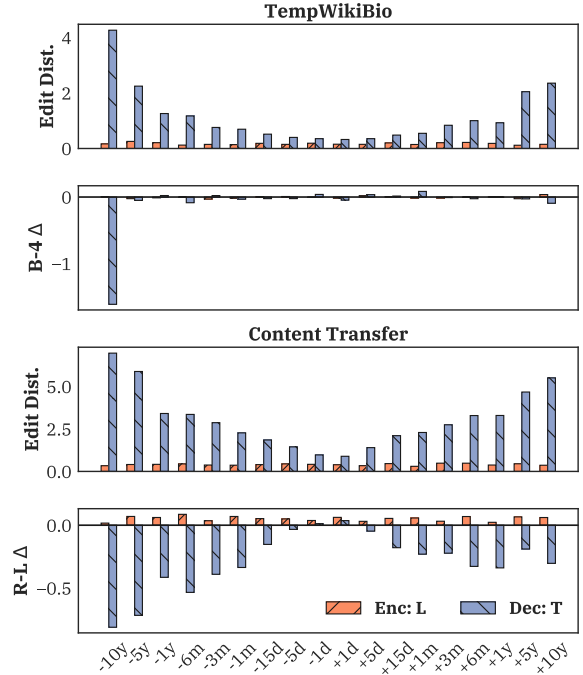 TempWikiBio
Edit Dist.
4
2
0
B-4 Δ
0
−1
Content Transfer
Edit Dist.
5.0
2.5
0.0
R-L Δ
0.0
−0.5
Enc: L
Dec: T
-10y
-5y
-1y
-6m
-3m
-1m
-15d
-5d
-1d
+1d
+5d
+15d
+1m
+3m
+6m
+1y
+5y
+10y